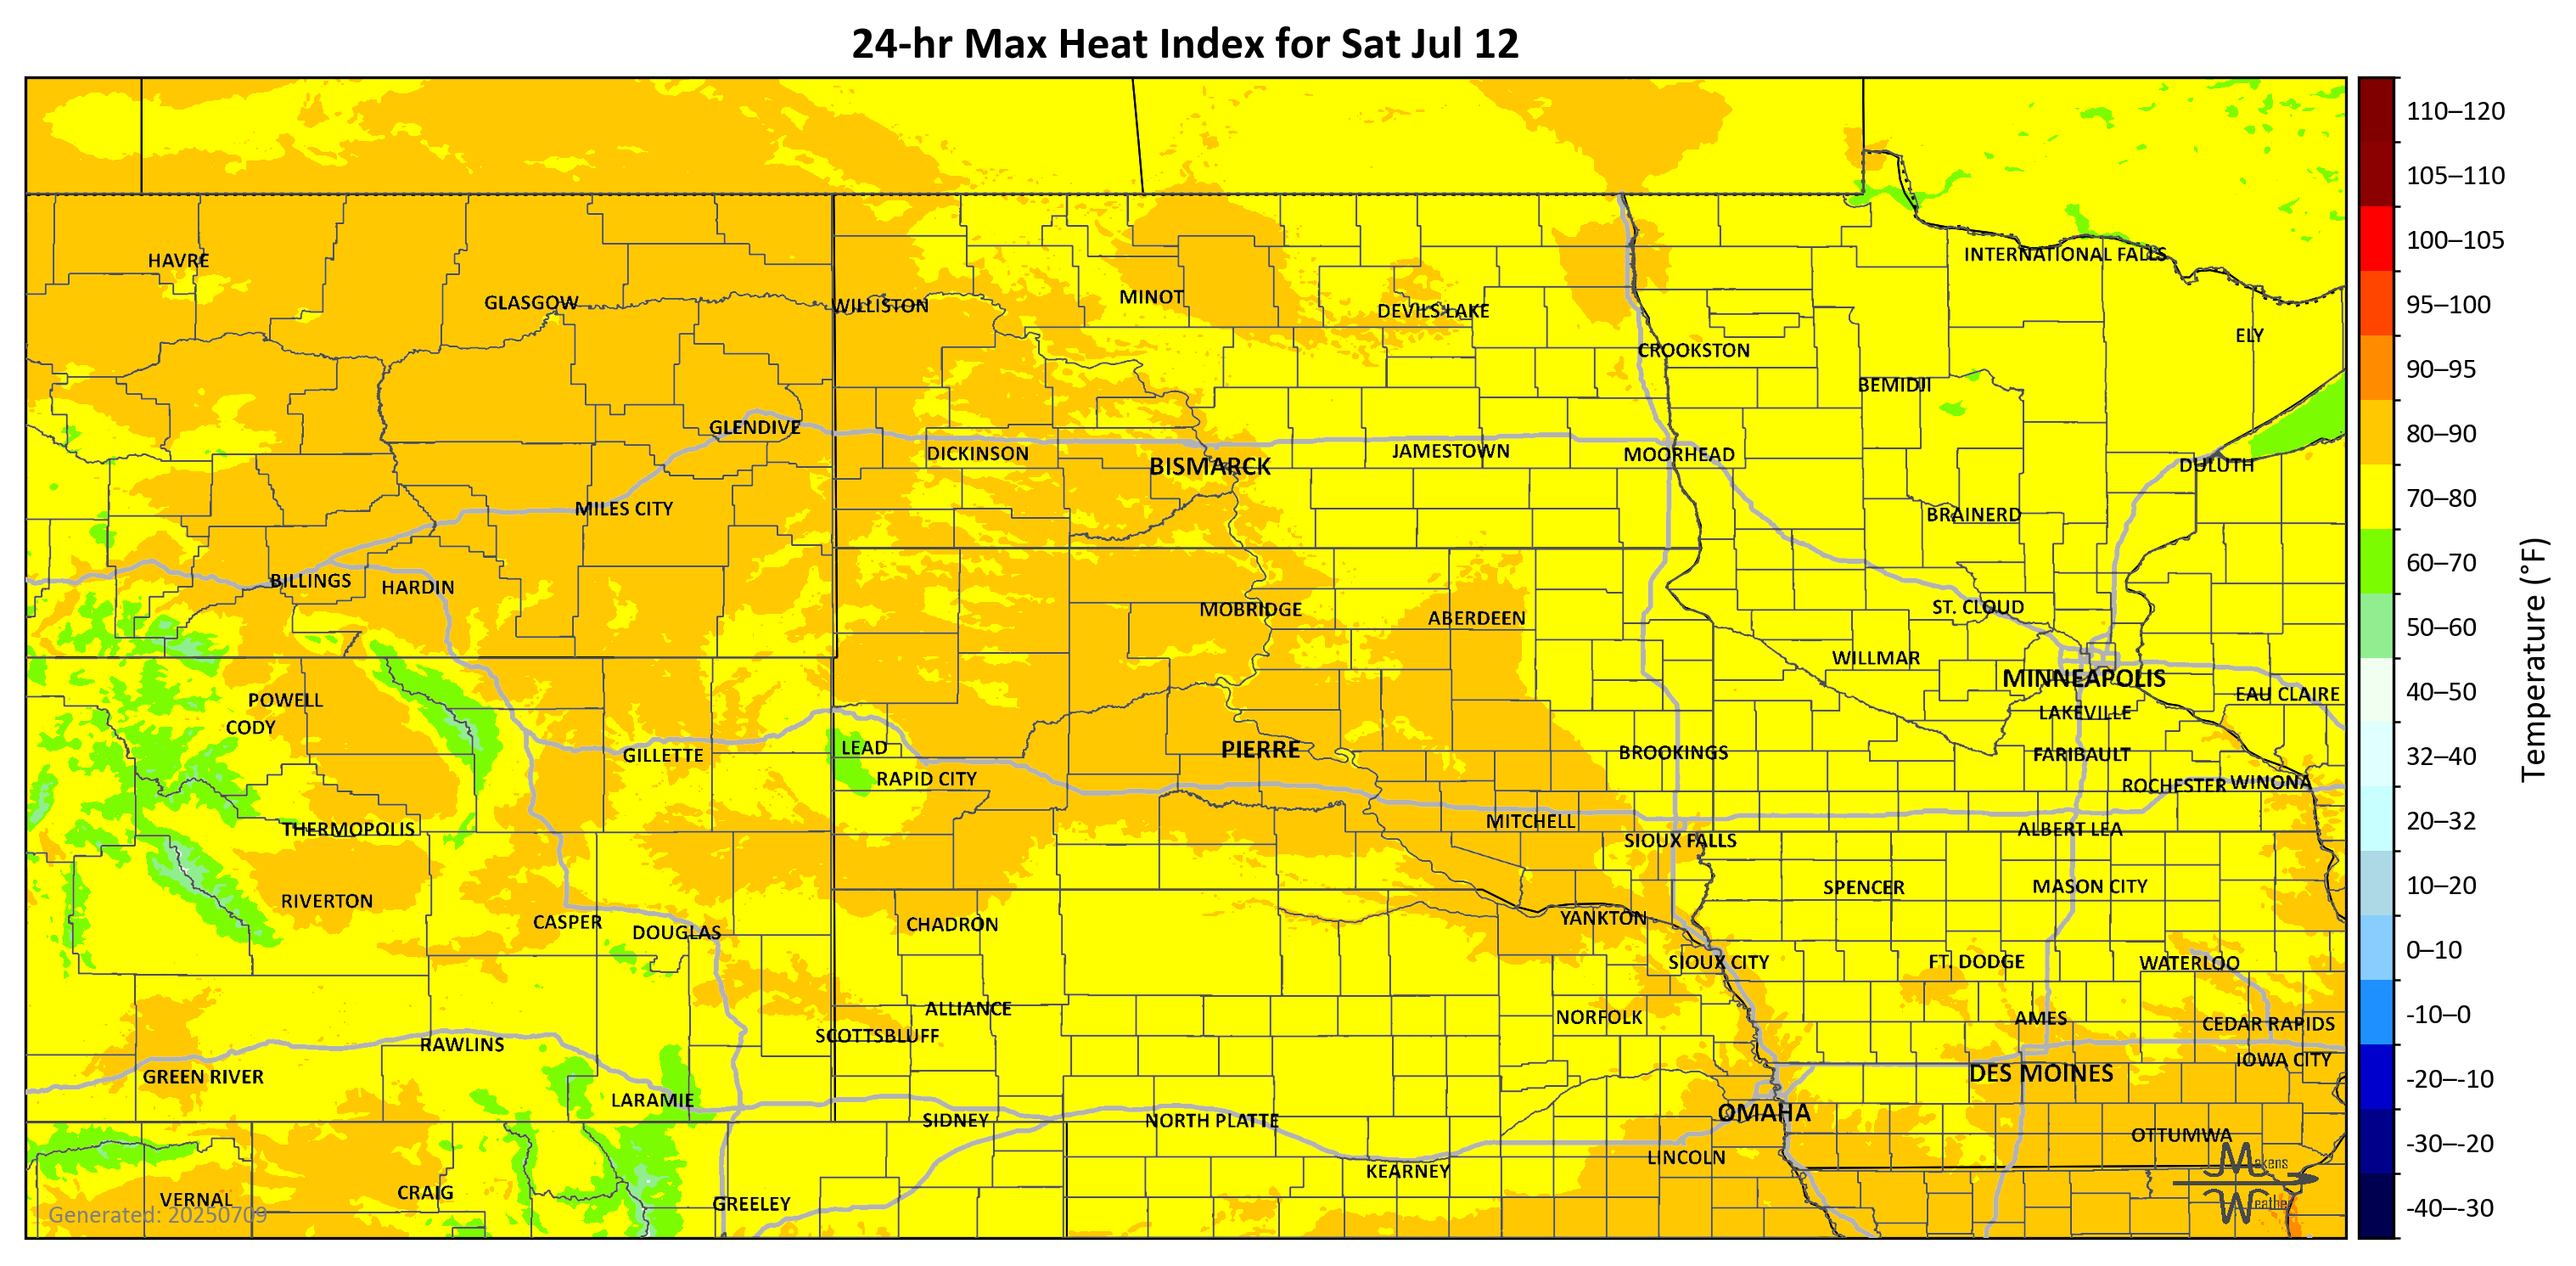 24-hr Max Heat Index for Sat Jul 12
110–120
105–110
100–105
95–100
90–95
80–90
70–80
60–70
50–60
40–50
32–40
20–32
10–20
0–10
-10–0
-20–-10
-30–-20
-40–-30
Temperature (°F)
HAVRE
INTERNATIONAL FALLS
GLASGOW
WILLISTON
MINOT
DEVILS LAKE
ELY
CROOKSTON
BEMIDJI
GLENDIVE
DICKINSON
BISMARCK
JAMESTOWN
MOORHEAD
DULUTH
MILES CITY
BRAINERD
BILLINGS
HARDIN
MOBRIDGE
ABERDEEN
ST. CLOUD
WILLMAR
MINNEAPOLIS
EAU CLAIRE
POWELL
CODY
LAKEVILLE
GILLETTE
LEAD
PIERRE
BROOKINGS
FARIBAULT
RAPID CITY
ROCHESTER
WINONA
THERMOPOLIS
MITCHELL
SIOUX FALLS
ALBERT LEA
RIVERTON
SPENCER
MASON CITY
CASPER
DOUGLAS
CHADRON
YANKTON
SIOUX CITY
FT. DODGE
WATERLOO
ALLIANCE
NORFOLK
AMES
CEDAR RAPIDS
RAWLINS
SCOTTSBLUFF
IOWA CITY
GREEN RIVER
DES MOINES
LARAMIE
SIDNEY
NORTH PLATTE
OMAHA
OTTUMWA
LINCOLN
KEARNEY
VERNAL
CRAIG
GREELEY
Makens
Weather
Generated: 20250709